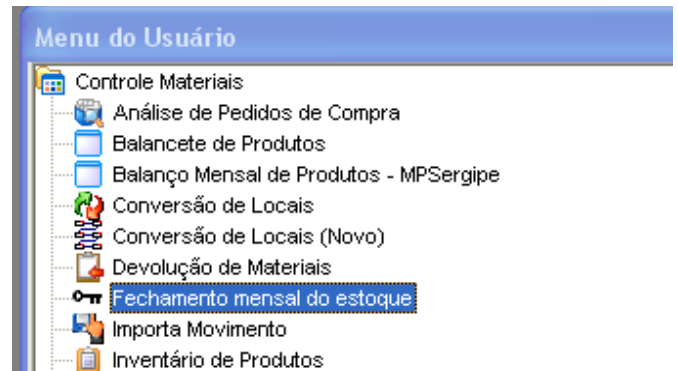 Menu do Usuário
Controle Materiais
Análise de Pedidos de Compra
Balancete de Produtos
Balanço Mensal de Produtos - MPSergipe
Conversão de Locais
Conversão de Locais (Novo)
Devolução de Materiais
Fechamento mensal do estoque
Importa Movimento
Inventário de Produtos